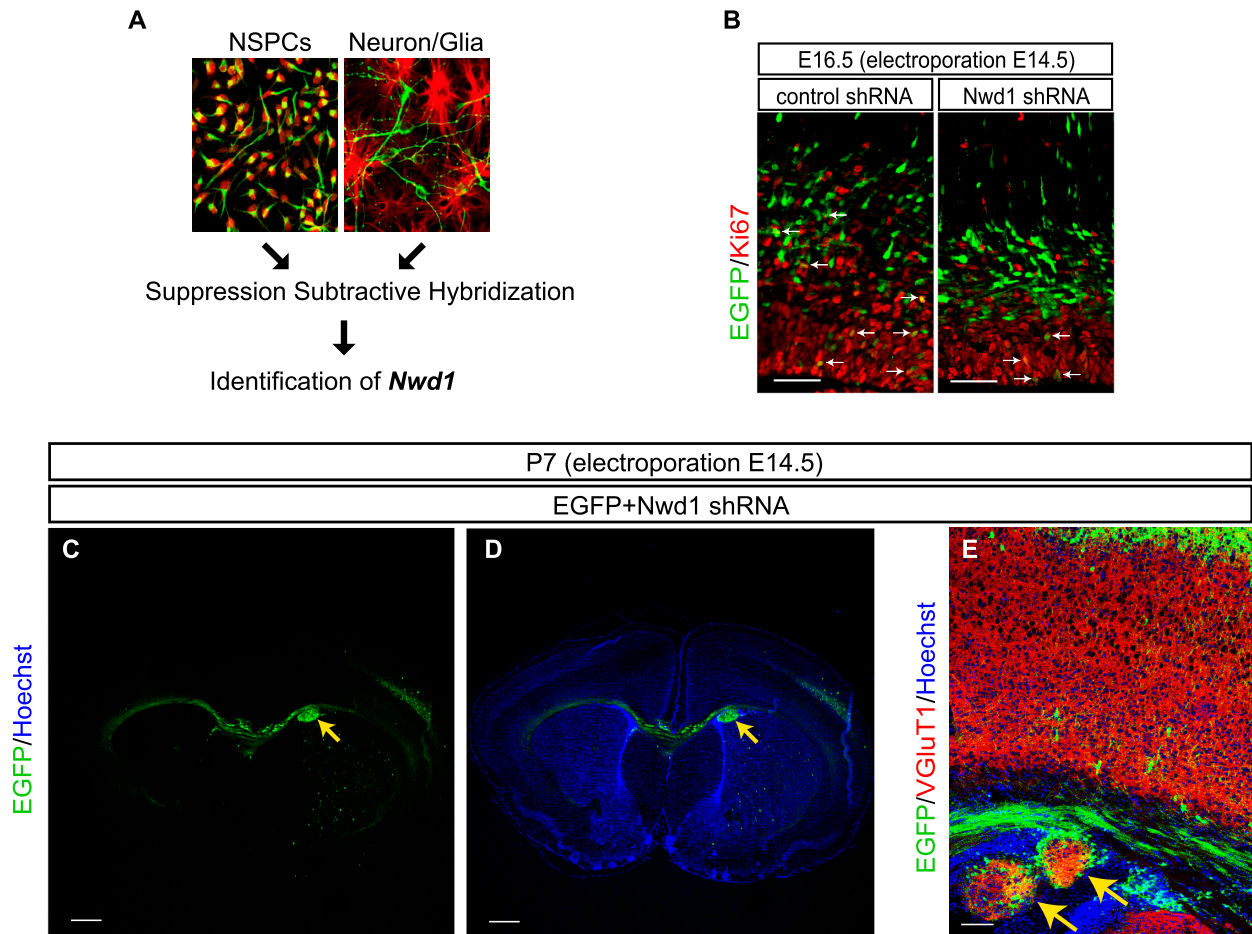 A
NSPCs
Neuron/Glia
Suppression Subtractive Hybridization
Identification of Nwd1
B
E16.5 (electroporation E14.5)
control shRNA
Nwd1 shRNA
EGFP/Ki67
P7 (electroporation E14.5)
EGFP+Nwd1 shRNA
EGFP/Hoechst
C
D
EGFP/VGluT1/Hoechst
E